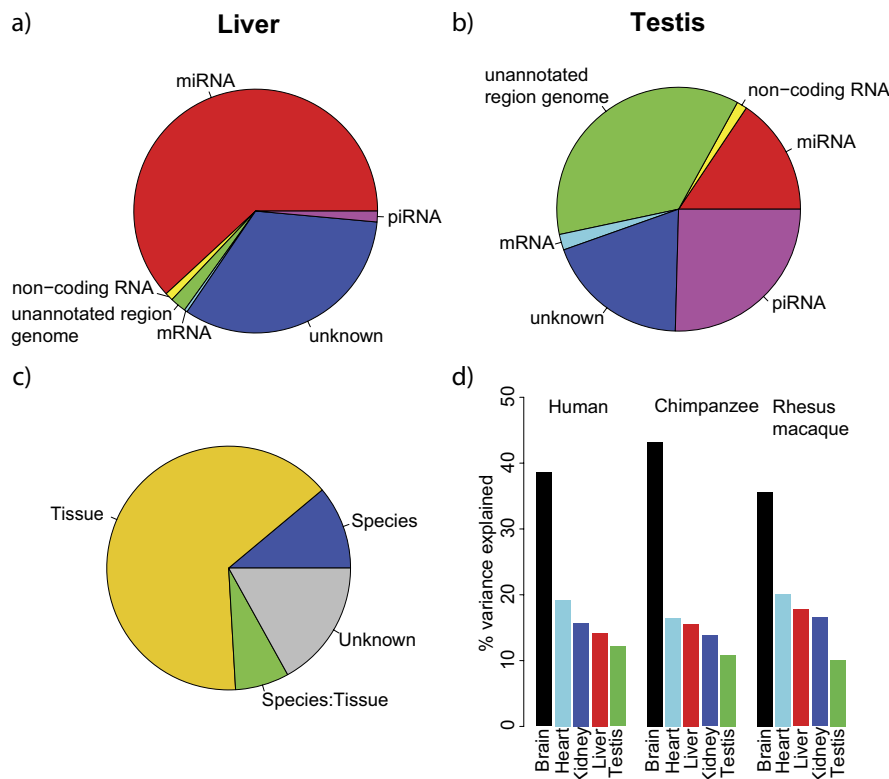 a)
Liver
miRNA
piRNA
non−coding RNA
unannotated region
genome
mRNA
unknown
b)
Testis
unannotated
region genome
non−coding RNA
miRNA
mRNA
unknown
piRNA
c)
Tissue
Species
Unknown
Species:Tissue
d)
% variance explained
50
40
30
20
10
0
Human
Chimpanzee
Rhesus
macaque
Brain
Heart
Kidney
Liver
Testis
Brain
Heart
Kidney
Liver
Testis
Brain
Heart
Kidney
Liver
Testis